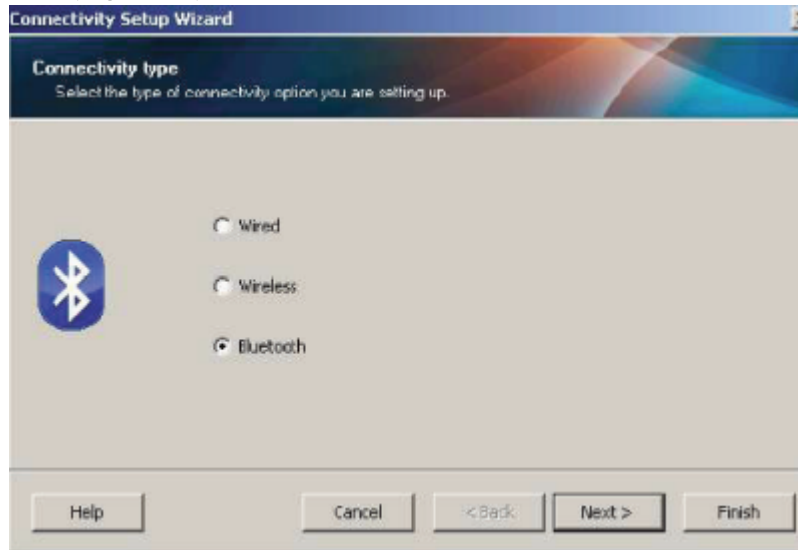 Connectivity Setup Wizard
Connectivity type
Select the type of connectivity option you are setting up.
Wired
Wireless
Bluetooth
Help
Cancel
< Back
Next >
Finish